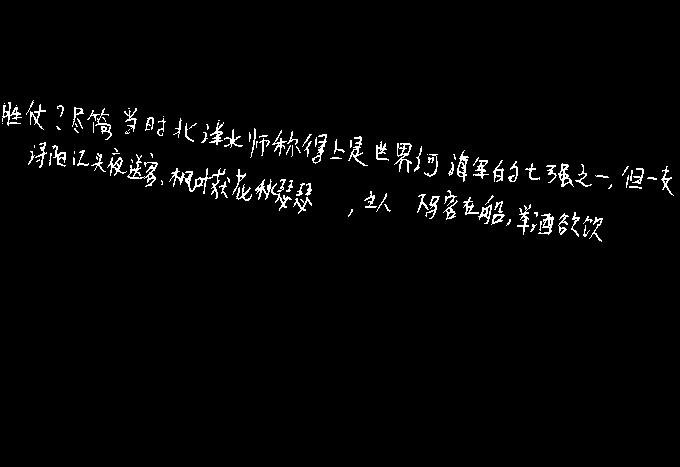 胜仗?尽管当时北洋水师称得上是世界河海军的七强之一,但一支
浔阳江头夜送客、枫叶荻花秋瑟瑟,主人 客在船,举酒欲饮